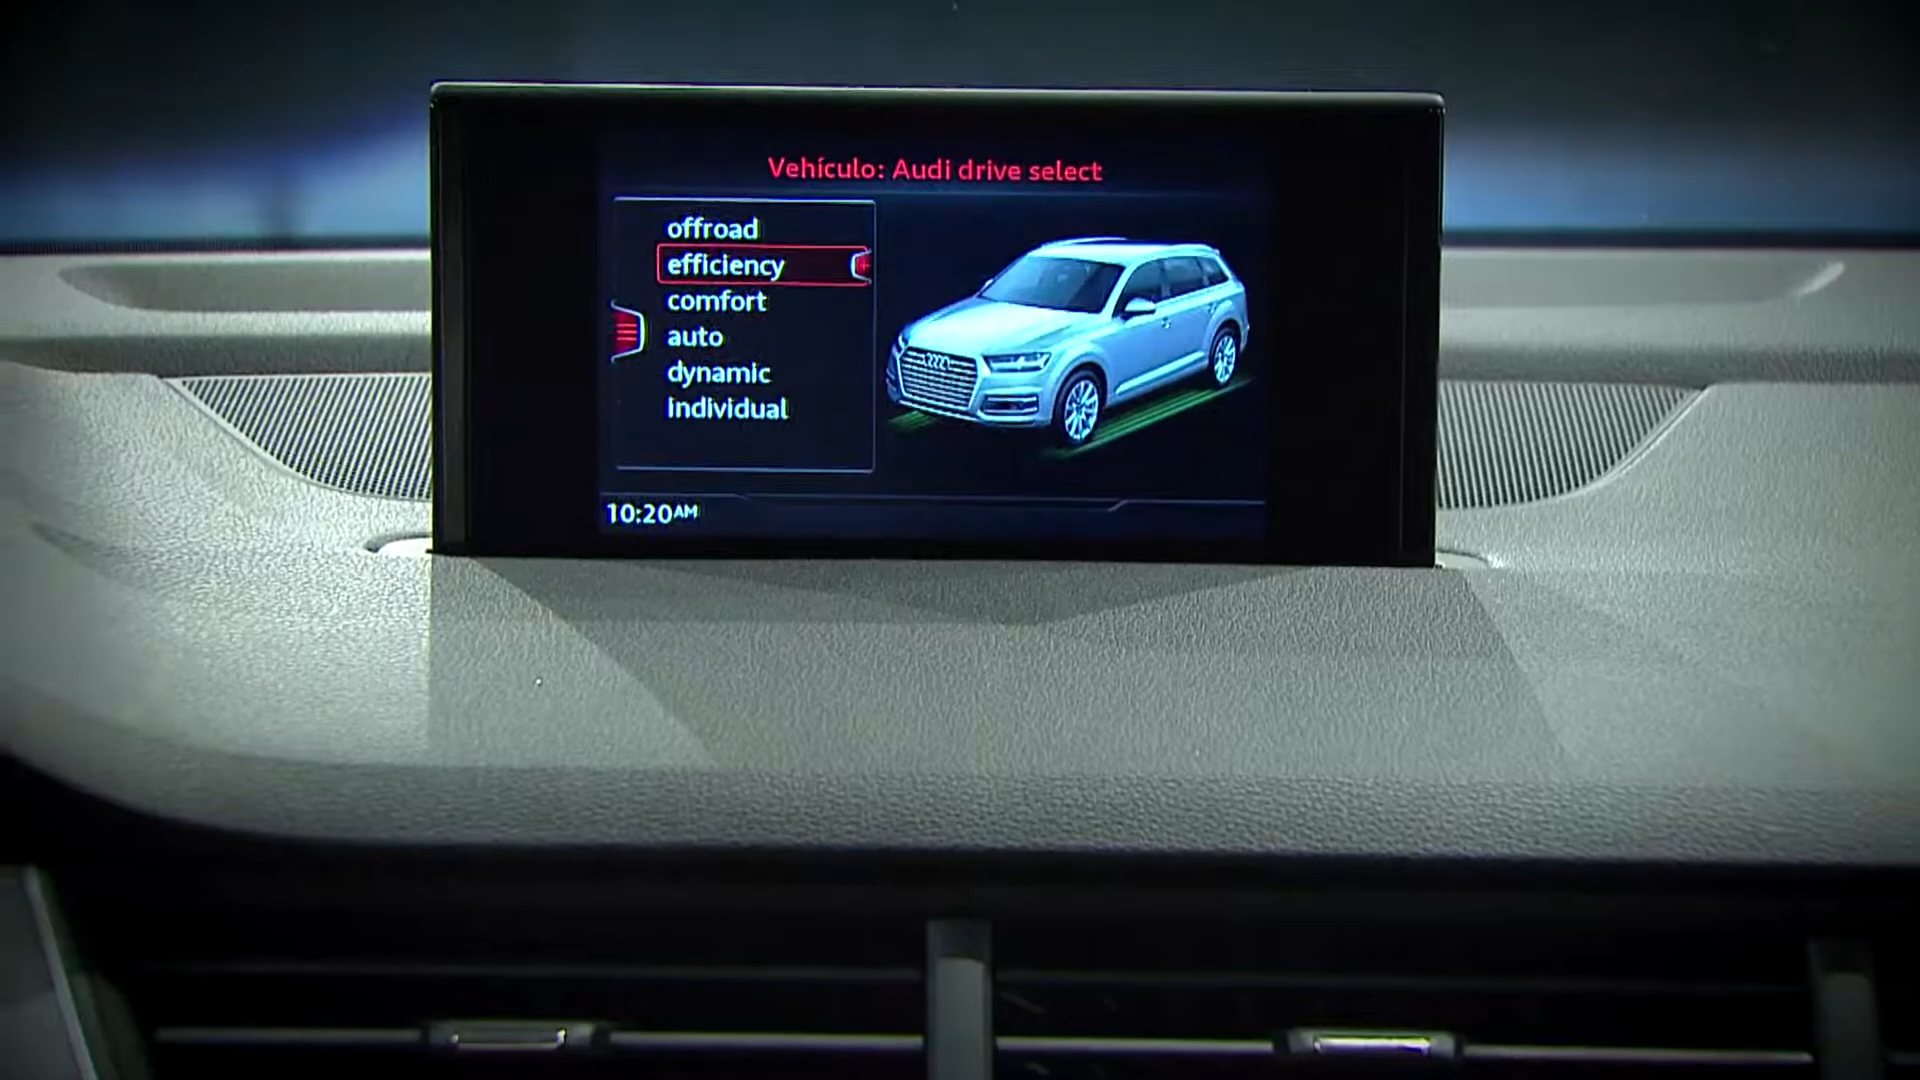 Vehículo: Audi drive select
offroad
efficiency
comfort
auto
dynamic
individual
10:20AM